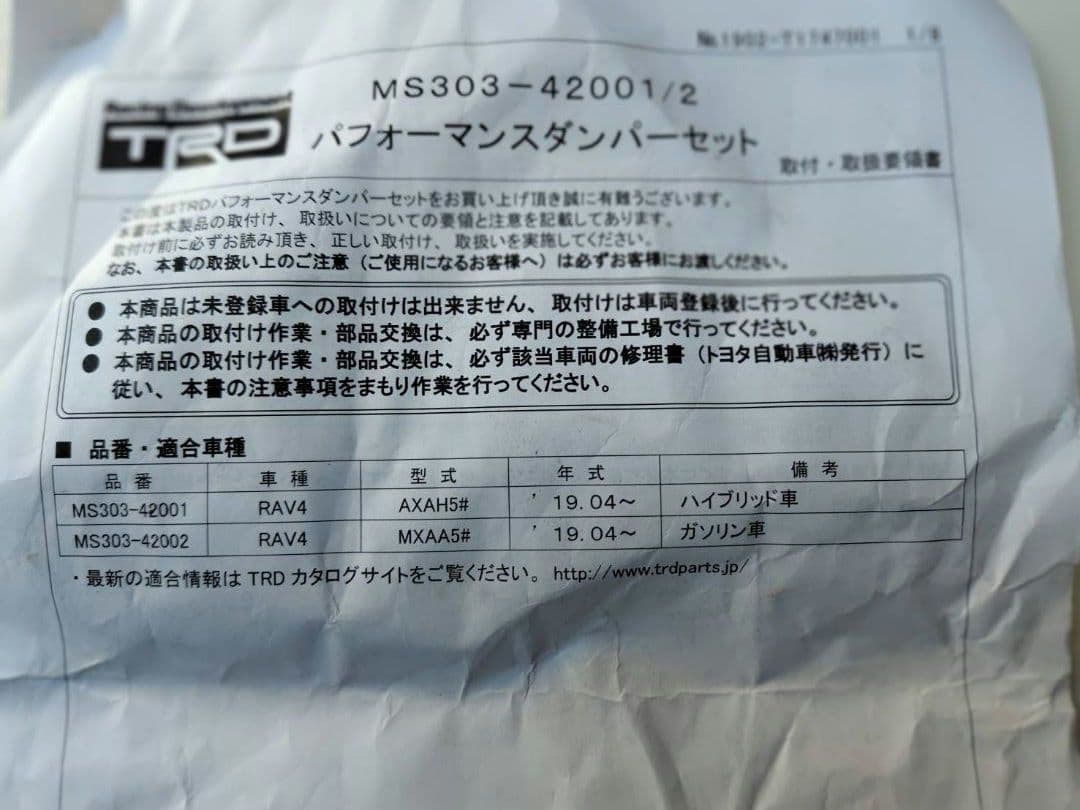 №1902-T1147001 1/8
MS303-42001/2
Racing Development
TRD
パフォーマンスダンパーセット
取付・取扱要領書
この度はTRDパフォーマンスダンパーセットをお買い上げ頂き誠に有難うございます。
本書は本製品の取付け、取扱いについての要領と注意を記載してあります。
取付け前に必ずお読み頂き、正しい取付け、取扱いを実施してください。
なお、本書の取扱い上のご注意(ご使用になるお客様へ)は必ずお客様にお渡しください。
● 本商品は未登録車への取付けは出来ません、取付けは車両登録後に行ってください。
● 本商品の取付け作業・部品交換は、必ず専門の整備工場で行ってください。
● 本商品の取付け作業・部品交換は、必ず該当車両の修理書(トヨタ自動車㈱発行)に
従い、本書の注意事項をまもり作業を行ってください。
■ 品番・適合車種
品番 車種 型式 年式 備考
MS303-42001 RAV4 AXAH5# '19.04～ ハイブリッド車
MS303-42002 RAV4 MXAA5# '19.04～ ガソリン車
・最新の適合情報は TRD カタログサイトをご覧ください。 http://www.trdparts.jp/